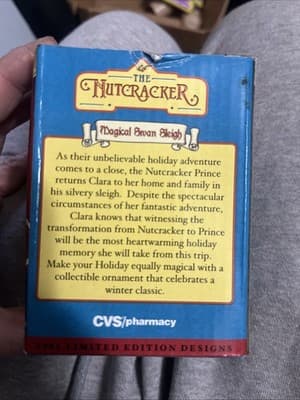 THE
NUTCRACKER
Magical Swan Sleigh
As their unbelievable holiday adventure
comes to a close, the Nutcracker Prince
returns Clara to her home and family in
his silvery sleigh. Despite the spectacular
circumstances of her fantastic adventure,
Clara knows that witnessing the
transformation from Nutcracker to Prince
will be the most heartwarming holiday
memory she will take from this trip.
Make your Holiday equally magical with a
collectible ornament that celebrates a
winter classic.
CVS/pharmacy
LIMITED EDITION DESIGNS